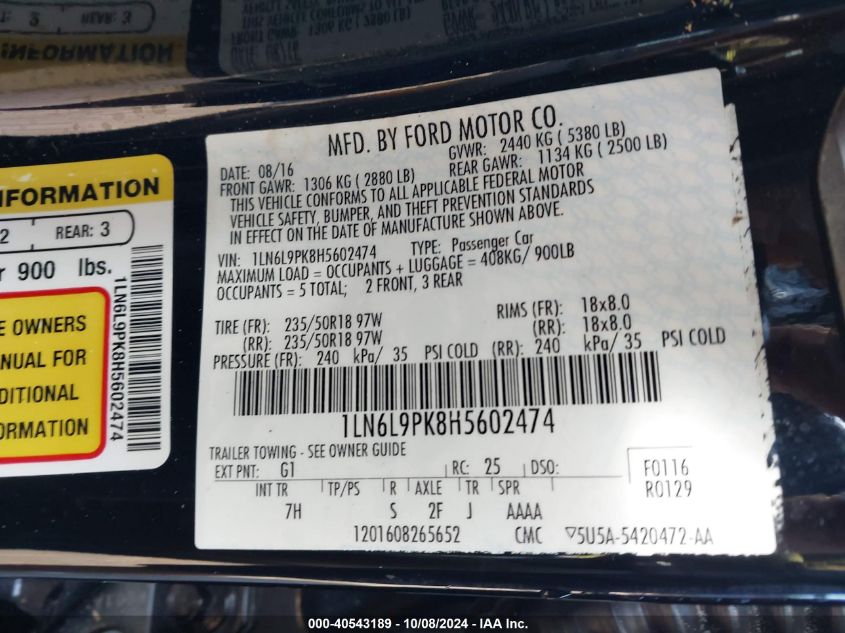 MFD. BY FORD MOTOR CO.
DATE: 08/16 GVWR: 2440 KG ( 5380 LB)
FRONT GAWR: 1306 KG ( 2880 LB) REAR GAWR: 1134 KG ( 2500 LB)
THIS VEHICLE CONFORMS TO ALL APPLICABLE FEDERAL MOTOR
VEHICLE SAFETY, BUMPER, AND THEFT PREVENTION STANDARDS
IN EFFECT ON THE DATE OF MANUFACTURE SHOWN ABOVE.
VIN: 1LN6L9PK8H5602474 TYPE: Passenger Car
MAXIMUM LOAD = OCCUPANTS + LUGGAGE = 408KG/ 900LB
OCCUPANTS = 5 TOTAL; 2 FRONT, 3 REAR
TIRE (FR): 235/50R18 97W RIMS (FR): 18x8.0
(RR): 235/50R18 97W (RR): 18x8.0
PRESSURE (FR): 240 kPa/ 35 PSI COLD (RR): 240 kPa/ 35 PSI COLD
1LN6L9PK8H5602474
TRAILER TOWING - SEE OWNER GUIDE
EXT PNT: G1 RC: 25 DSO: F0116
R0129
INT TR TP/PS R AXLE TR SPR
7H S 2F J AAAA
1201608265652 CMC ▽5U5A-5420472-AA
INFORMATION
2 REAR: 3
r 900 lbs.
E OWNERS
ANUAL FOR
DITIONAL
ORMATION
1LN6L9PK8H5602474
000-40543189 - 10/08/2024 - IAA Inc.